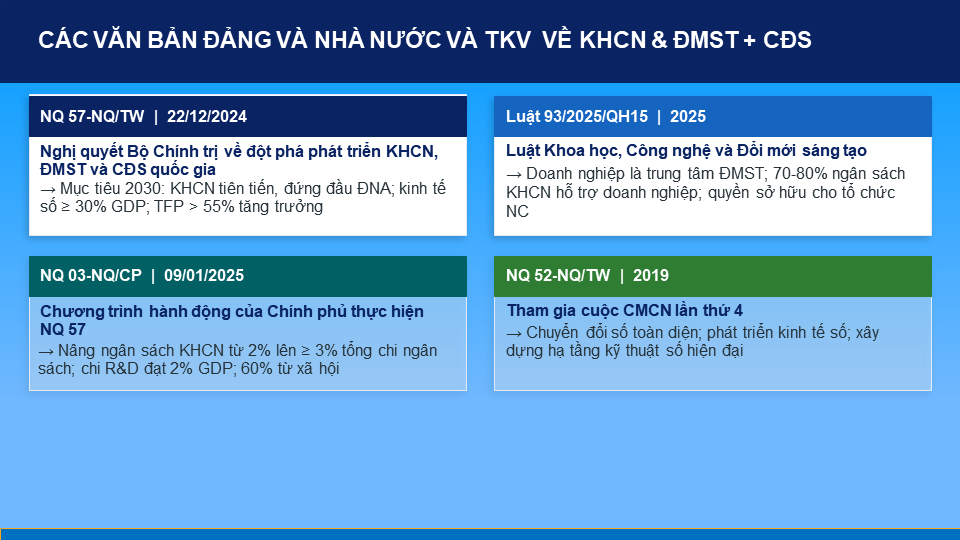 CÁC VĂN BẢN ĐẢNG VÀ NHÀ NƯỚC VÀ TKV VỀ KHCN & ĐMST + CĐS
NQ 57-NQ/TW | 22/12/2024
Nghị quyết Bộ Chính trị về đột phá phát triển KHCN,
ĐMST và CĐS quốc gia
→ Mục tiêu 2030: KHCN tiên tiến, đứng đầu ĐNA; kinh tế
số ≥ 30% GDP; TFP > 55% tăng trưởng
Luật 93/2025/QH15 | 2025
Luật Khoa học, Công nghệ và Đổi mới sáng tạo
→ Doanh nghiệp là trung tâm ĐMST; 70-80% ngân sách
KHCN hỗ trợ doanh nghiệp; quyền sở hữu cho tổ chức
NC
NQ 03-NQ/CP | 09/01/2025
Chương trình hành động của Chính phủ thực hiện
NQ 57
→ Nâng ngân sách KHCN từ 2% lên ≥ 3% tổng chi ngân
sách; chi R&D đạt 2% GDP; 60% từ xã hội
NQ 52-NQ/TW | 2019
Tham gia cuộc CMCN lần thứ 4
→ Chuyển đổi số toàn diện; phát triển kinh tế số; xây
dựng hạ tầng kỹ thuật số hiện đại